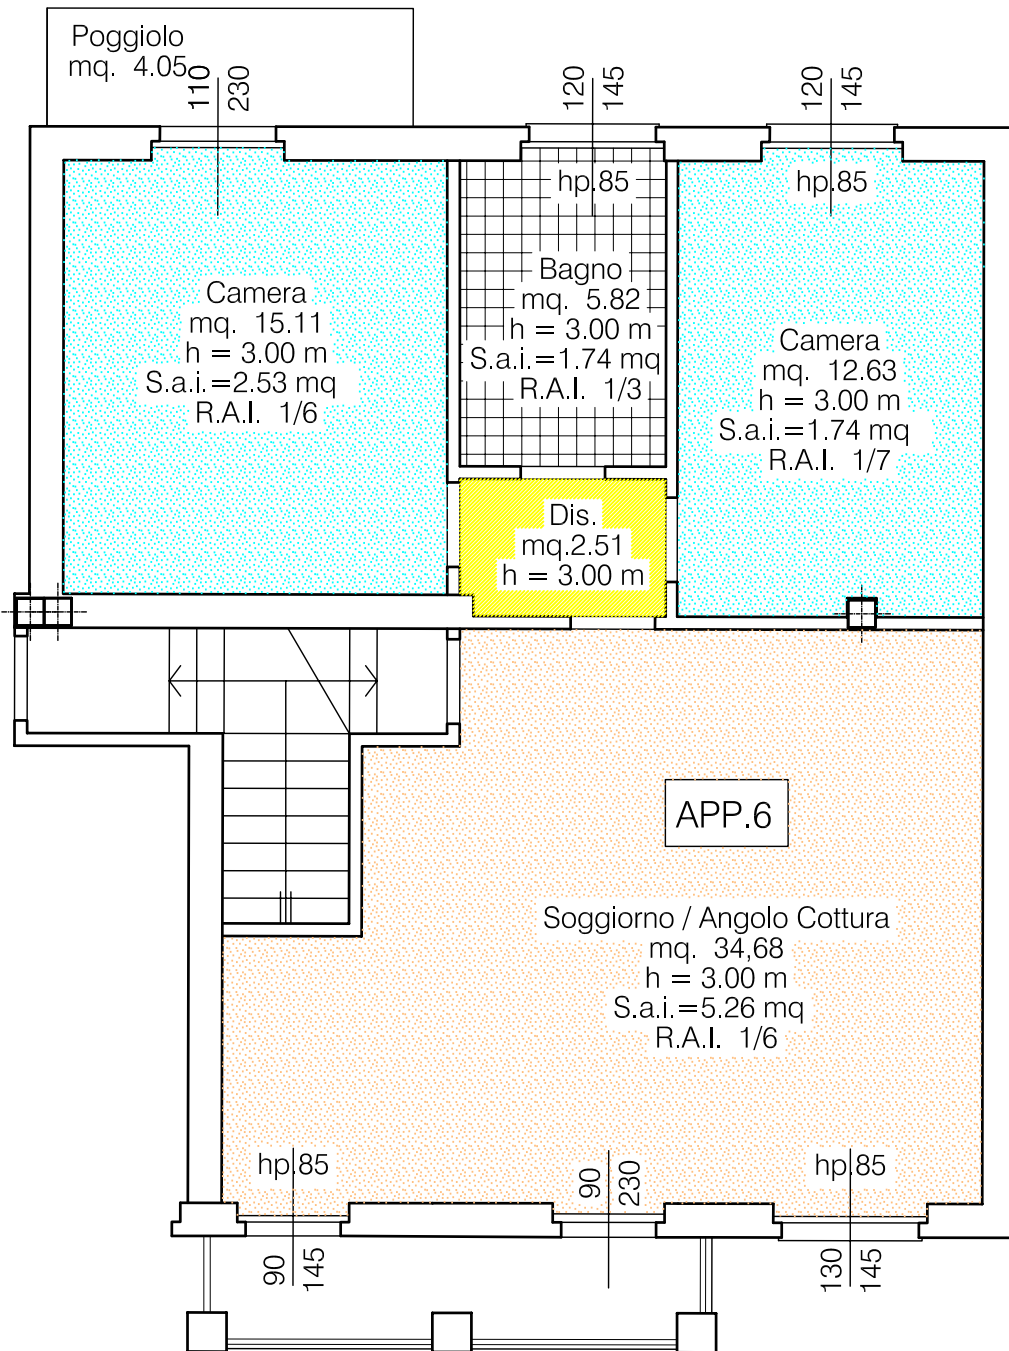 Poggiolo
mq. 4.05
110
230
120
145
120
145
hp.85
hp.85
Camera
mq. 15.11
h = 3.00 m
S.a.i.=2.53 mq
R.A.I. 1/6
Bagno
mq. 5.82
h = 3.00 m
S.a.i.=1.74 mq
R.A.I. 1/3
Camera
mq. 12.63
h = 3.00 m
S.a.i.=1.74 mq
R.A.I. 1/7
Dis.
mq.2.51
h = 3.00 m
APP.6
Soggiorno / Angolo Cottura
mq. 34,68
h = 3.00 m
S.a.i.=5.26 mq
R.A.I. 1/6
hp.85
90
230
hp.85
90
145
130
145